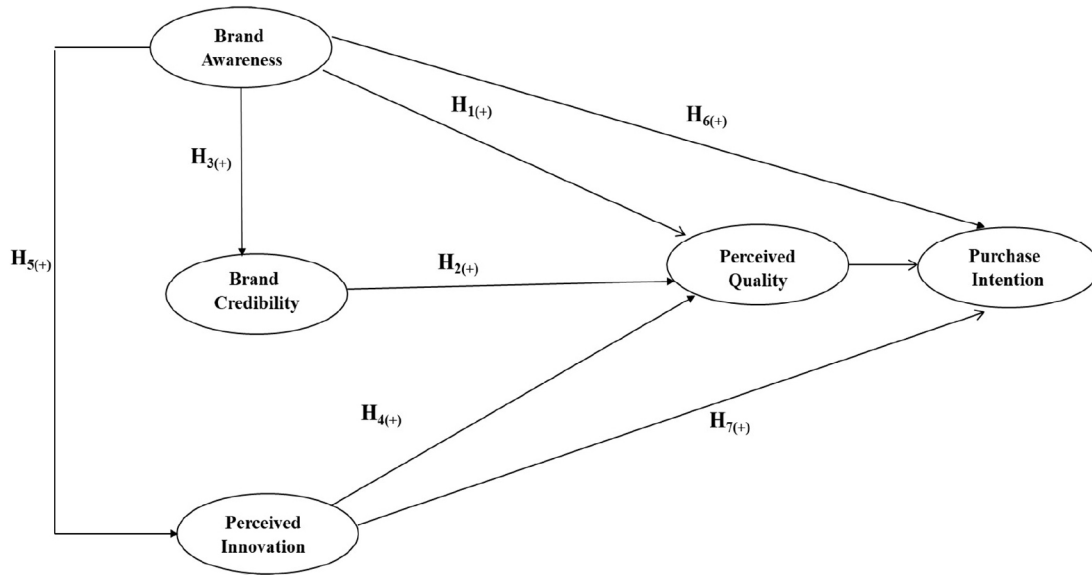 Brand
Awareness
H1(+)
H6(+)
H3(+)
H5(+)
Brand
Credibility
H2(+)
Perceived
Quality
Purchase
Intention
H4(+)
H7(+)
Perceived
Innovation